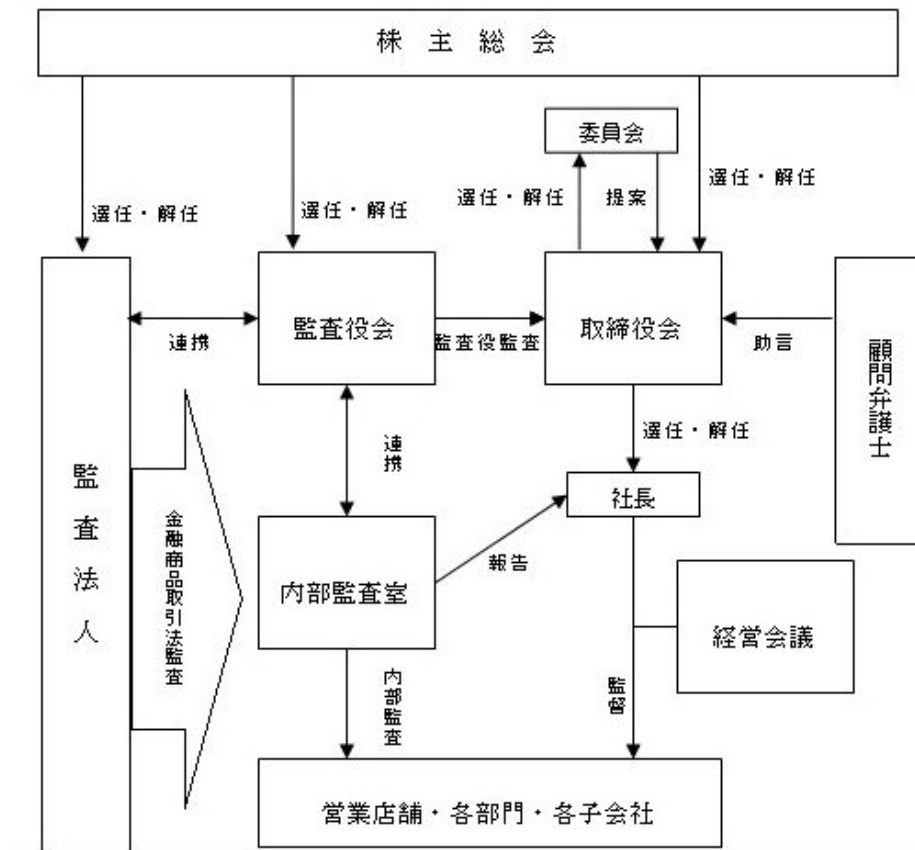 株主総会
委員会
選任・解任
選任・解任
選任・解任
提案
選任・解任
監査役会
取締役会
連携
監査役監査
助言
顧問弁護士
選任・解任
連携
社長
監査法人
金融商品取引法監査
内部監査室
報告
経営会議
内部監査
監督
営業店舗・各部門・各子会社